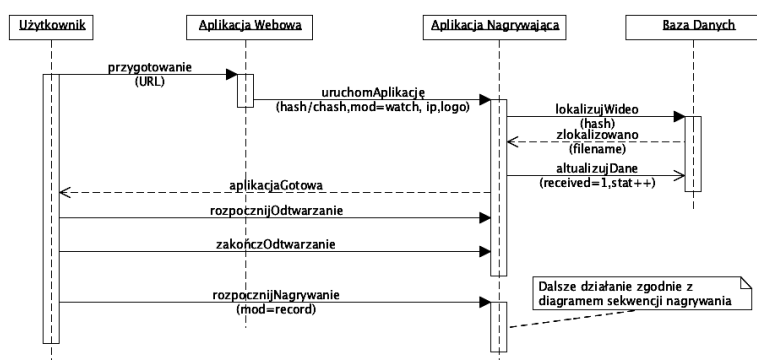 Użytkownik
Aplikacja Webowa
Aplikacja Nagrywająca
Baza Danych
przygotowanie
(URL)
uruchomAplikację
(hash/chash,mod=watch, ip,logo)
lokalizujWideo
(hash)
zlokalizowano
(filename)
altualizujDane
(received=1,stat++)
aplikacjaGotowa
rozpocznijOdtwarzanie
zakończOdtwarzanie
rozpocznijNagrywanie
(mod=record)
Dalsze działanie zgodnie z
diagramem sekwencji nagrywania